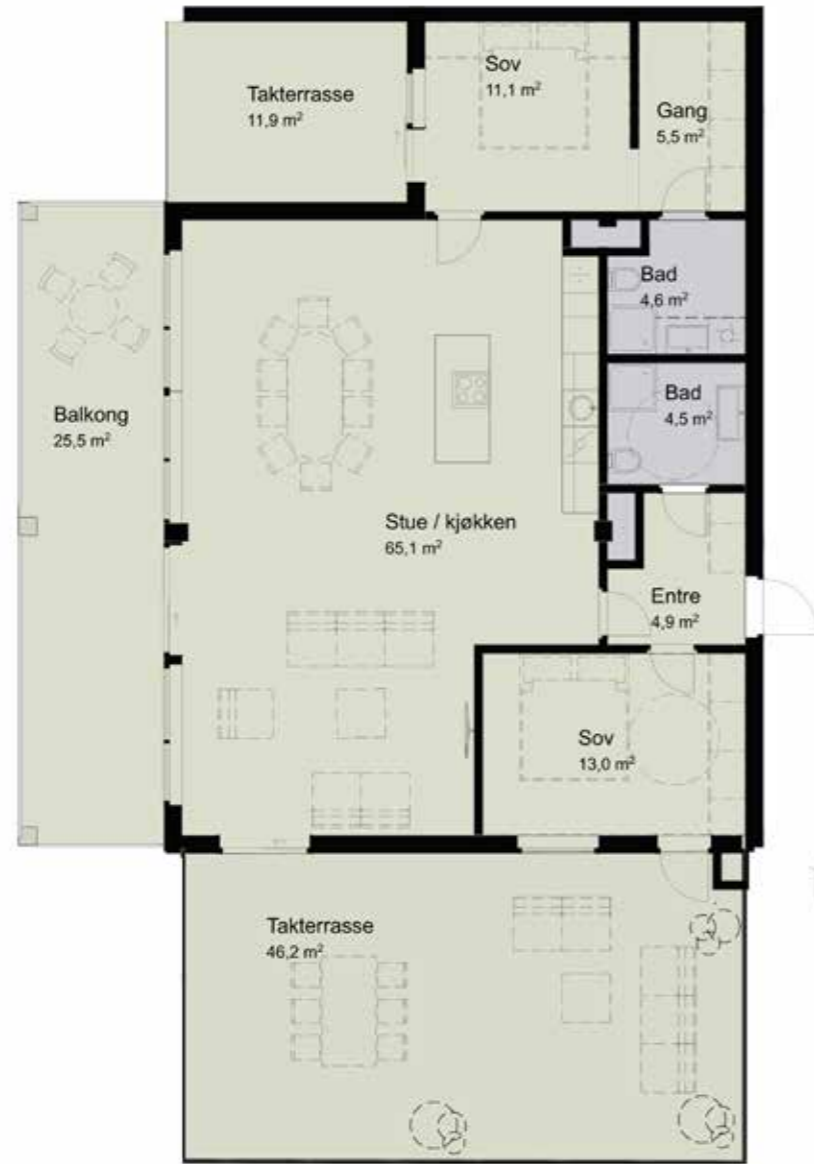 Sov
11,1 m²
Takterrasse
11,9 m²
Gang
5,5 m²
Bad
4,6 m²
Bad
4,5 m²
Balkong
25,5 m²
Stue / kjøkken
65,1 m²
Entre
4,9 m²
Sov
13,0 m²
Takterrasse
46,2 m²